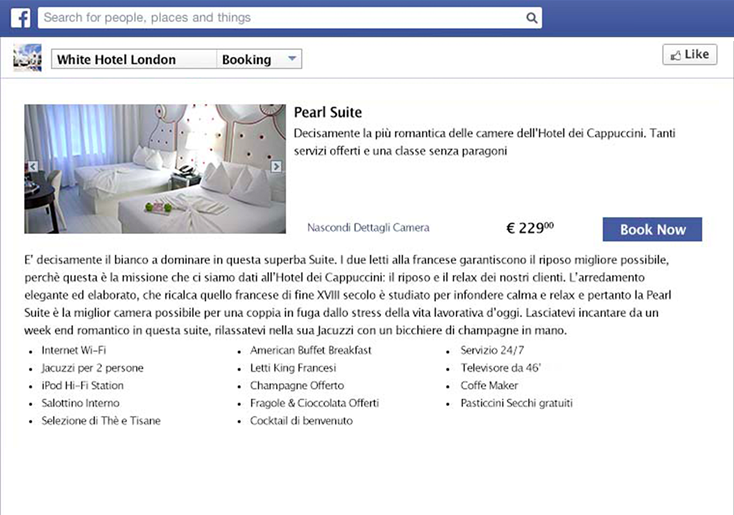 f Search for people, places and things
White Hotel London Booking Like
Pearl Suite
Decisamente la più romantica delle camere dell'Hotel dei Cappuccini. Tanti
servizi offerti e una classe senza paragoni
Nascondi Dettagli Camera € 229⁰⁰ Book Now
E' decisamente il bianco a dominare in questa superba Suite. I due letti alla francese garantiscono il riposo migliore possibile,
perchè questa è la missione che ci siamo dati all'Hotel dei Cappuccini: il riposo e il relax dei nostri clienti. L'arredamento
elegante ed elaborato, che ricalca quello francese di fine XVIII secolo è studiato per infondere calma e relax e pertanto la Pearl
Suite è la miglior camera possibile per una coppia in fuga dallo stress della vita lavorativa d'oggi. Lasciatevi incantare da un
week end romantico in questa suite, rilassatevi nella sua Jacuzzi con un bicchiere di champagne in mano.
• Internet Wi-Fi
• Jacuzzi per 2 persone
• iPod Hi-Fi Station
• Salottino Interno
• Selezione di Thè e Tisane
• American Buffet Breakfast
• Letti King Francesi
• Champagne Offerto
• Fragole & Cioccolata Offerti
• Cocktail di benvenuto
• Servizio 24/7
• Televisore da 46'
• Coffe Maker
• Pasticcini Secchi gratuiti